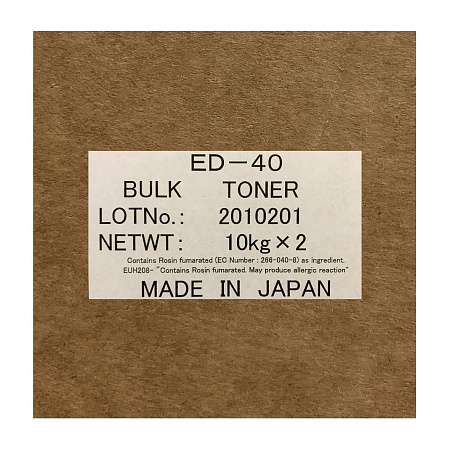 ED-40
BULK TONER
LOTNo.: 2010201
NETWT: 10kg×2
Contains Rosin fumarated (EC Number : 266-040-8) as ingredient.
EUH208- "Contains Rosin fumarated. May produce allergic reaction"
MADE IN JAPAN